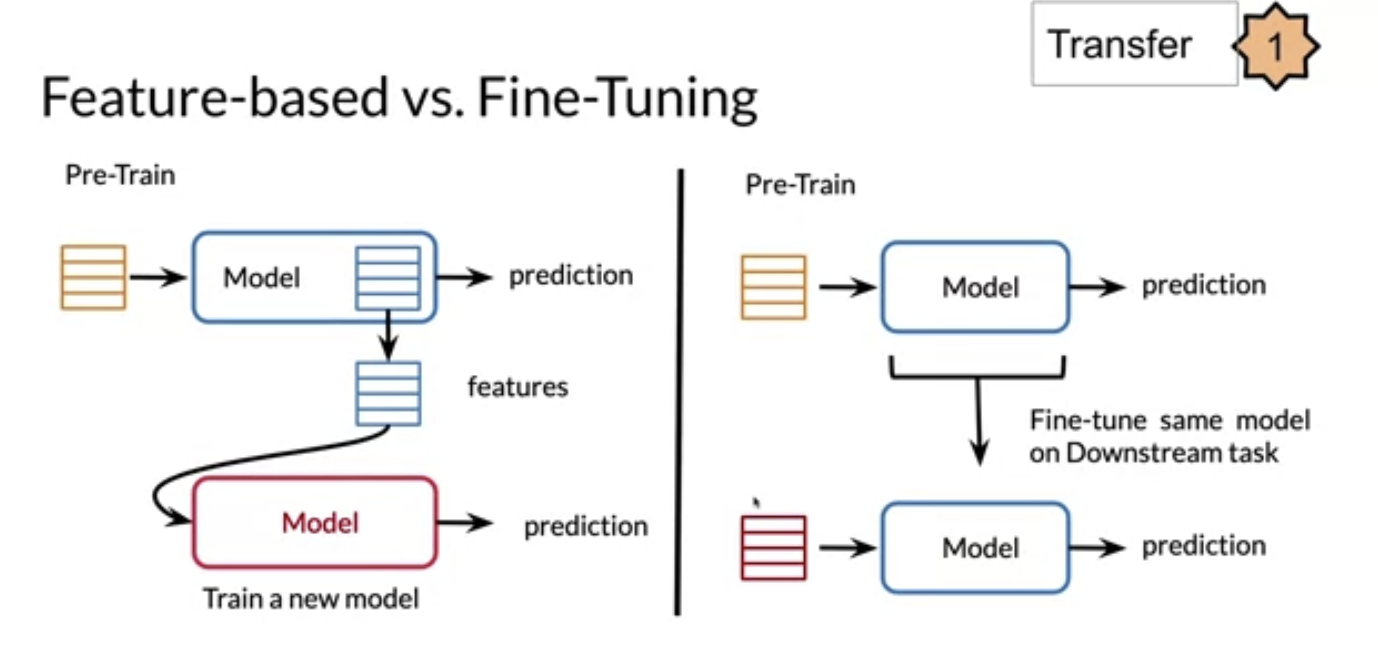 Transfer
1
Feature-based vs. Fine-Tuning
Pre-Train
Model
prediction
features
Model
prediction
Train a new model
Pre-Train
Model
prediction
Fine-tune same model
on Downstream task
Model
prediction